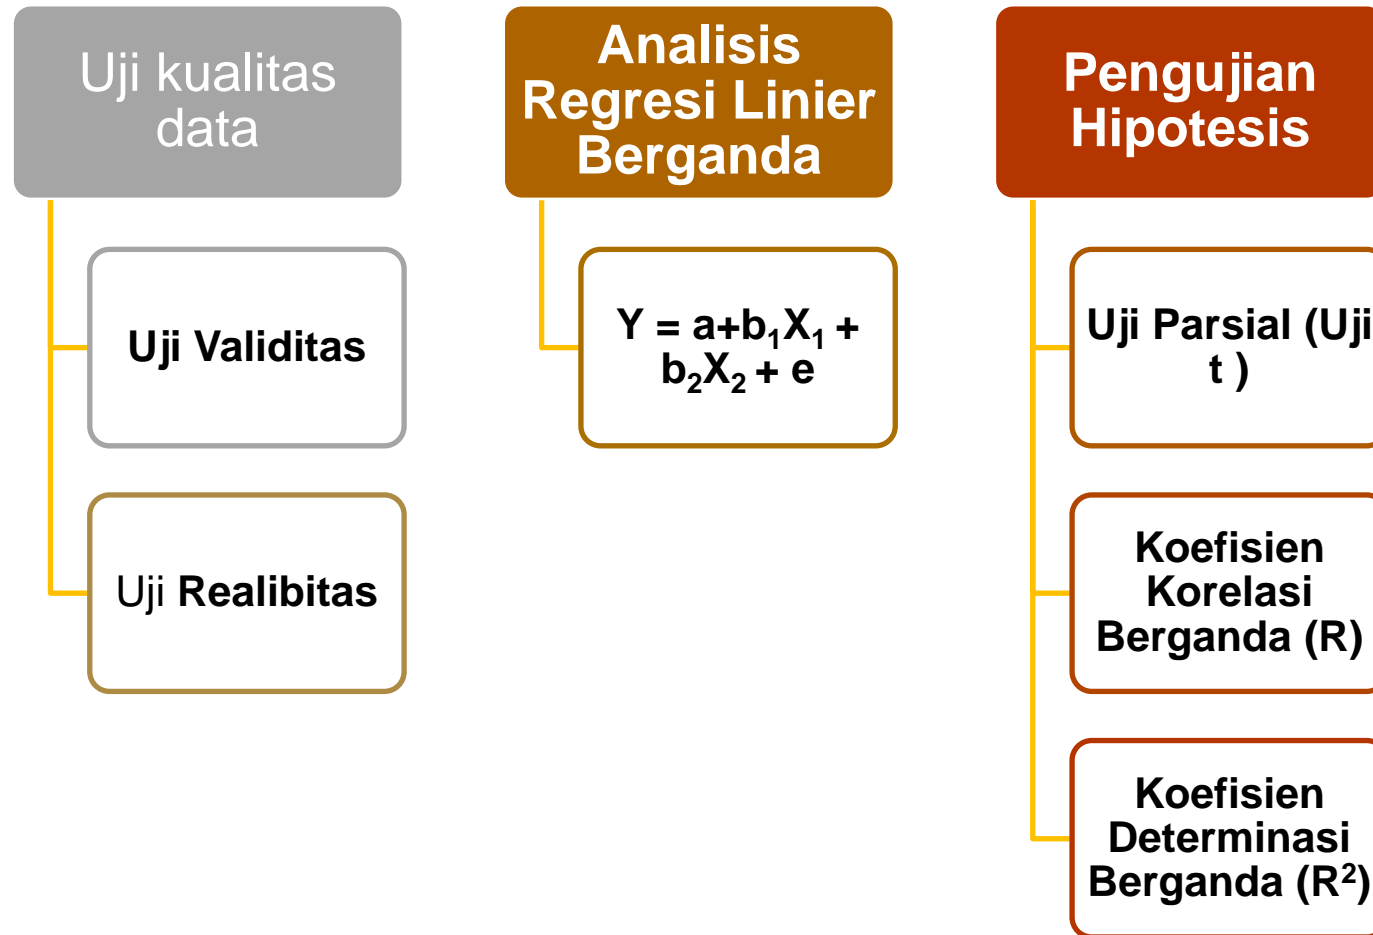 Uji kualitas
data
Uji Validitas
Uji Realibitas
Analisis
Regresi Linier
Berganda
Y = a+b₁X₁ +
b₂X₂ + e
Pengujian
Hipotesis
Uji Parsial (Uji
t )
Koefisien
Korelasi
Berganda (R)
Koefisien
Determinasi
Berganda (R²)